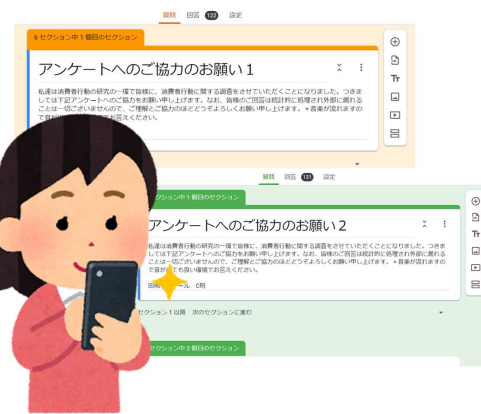 質問 回答 122 設定
6 セクション中 1 個目のセクション
アンケートへのご協力のお願い 1
私達は消費者行動の研究の一環で皆様に、消費者行動に関する調査をさせていただくことになりました。つきま
しては下記アンケートへのご協力をお願い申し上げます。なお、皆様のご回答は統計的に処理され外部に漏れる
ことは一切ございませんので、ご理解とご協力のほどどうぞよろしくお願い申し上げます。＊音楽が流れますの
お答えください。
質問 回答 131 設定
クション中 1 個目のセクション
アンケートへのご協力のお願い 2
私達は消費者行動の研究の一環で皆様に、消費者行動に関する調査をさせていただくことになりました。つきま
しては下記アンケートへのご協力をお願い申し上げます。なお、皆様のご回答は統計的に処理され外部に漏れる
ことは一切ございませんので、ご理解とご協力のほどどうぞよろしくお願い申し上げます。＊音楽が流れますの
で音が
ても良い環境でお答えください。
ール C班
セクション 1 以降 次のセクションに進む
クション中 2 個目のセクション